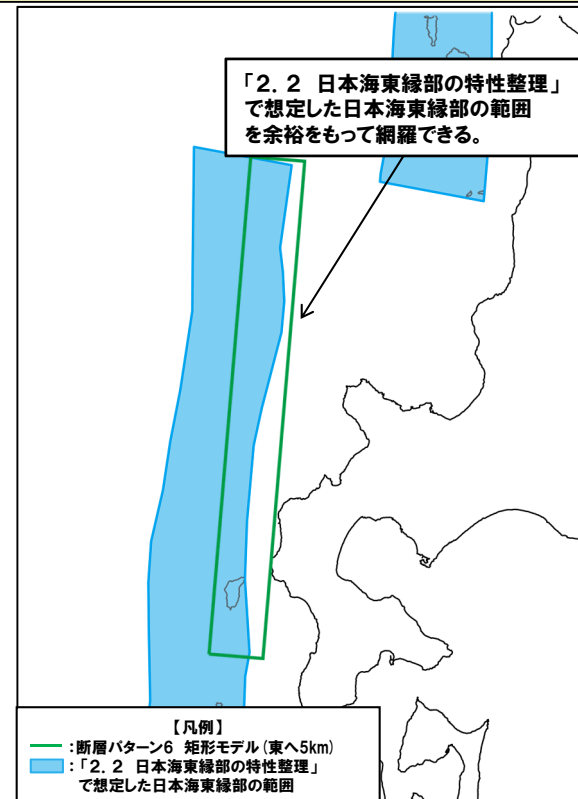 「２．２　日本海東縁部の特性整理」
で想定した日本海東縁部の範囲
を余裕をもって網羅できる。
【凡例】
：断層パターン6　矩形モデル（東へ5km）
：「２．２　日本海東縁部の特性整理」
で想定した日本海東縁部の範囲